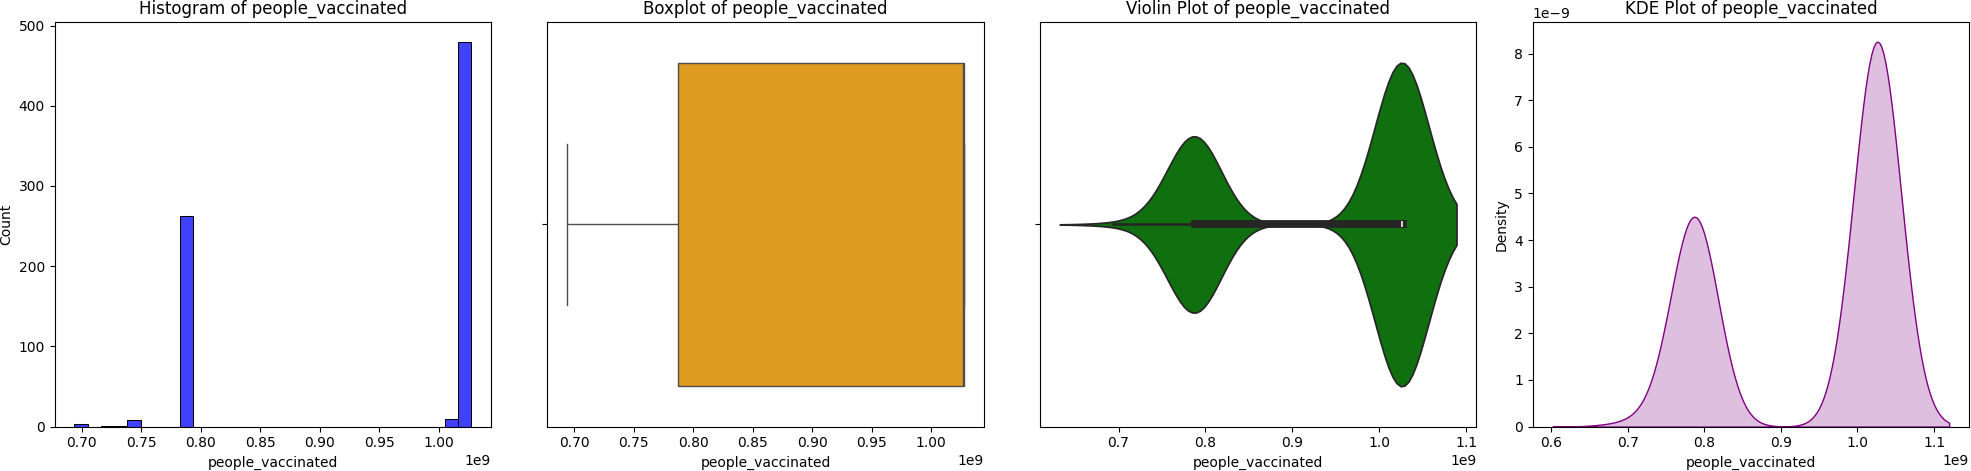 Histogram of people_vaccinated
Count
500
400
300
200
100
0
0.70 0.75 0.80 0.85 0.90 0.95 1.00
people_vaccinated
1e9
Boxplot of people_vaccinated
0.70 0.75 0.80 0.85 0.90 0.95 1.00
people_vaccinated
1e9
Violin Plot of people_vaccinated
0.7 0.8 0.9 1.0 1.1
people_vaccinated
1e9
1e−9
KDE Plot of people_vaccinated
Density
8
7
6
5
4
3
2
1
0
0.6 0.7 0.8 0.9 1.0 1.1
people_vaccinated
1e9